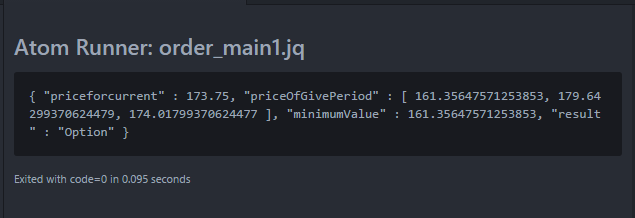 Atom Runner: order_main1.jq
{ "priceforcurrent" : 173.75, "priceOfGivePeriod" : [ 161.35647571253853, 179.64
299370624479, 174.01799370624477 ], "minimumValue" : 161.35647571253853, "result
" : "Option" }
Exited with code=0 in 0.095 seconds